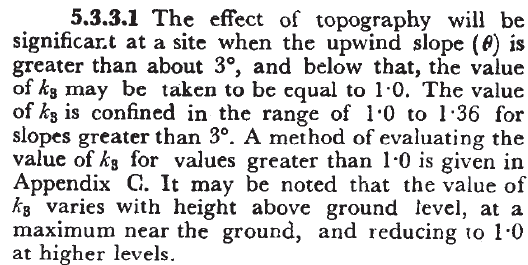 5.3.3.1 The effect of topography will be
significant at a site when the upwind slope (θ) is
greater than about 3°, and below that, the value
of k₃ may be taken to be equal to 1·0. The value
of k₃ is confined in the range of 1·0 to 1·36 for
slopes greater than 3°. A method of evaluating the
value of k₃ for values greater than 1·0 is given in
Appendix C. It may be noted that the value of
k₃ varies with height above ground level, at a
maximum near the ground, and reducing to 1·0
at higher levels.